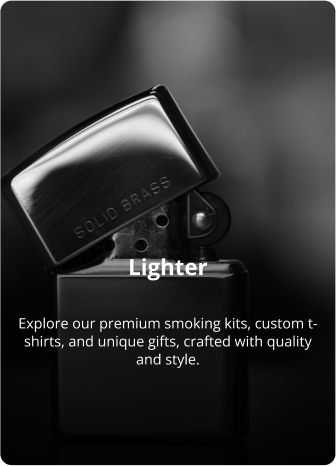 SOLID BRASS
Lighter
Explore our premium smoking kits, custom t-
shirts, and unique gifts, crafted with quality
and style.